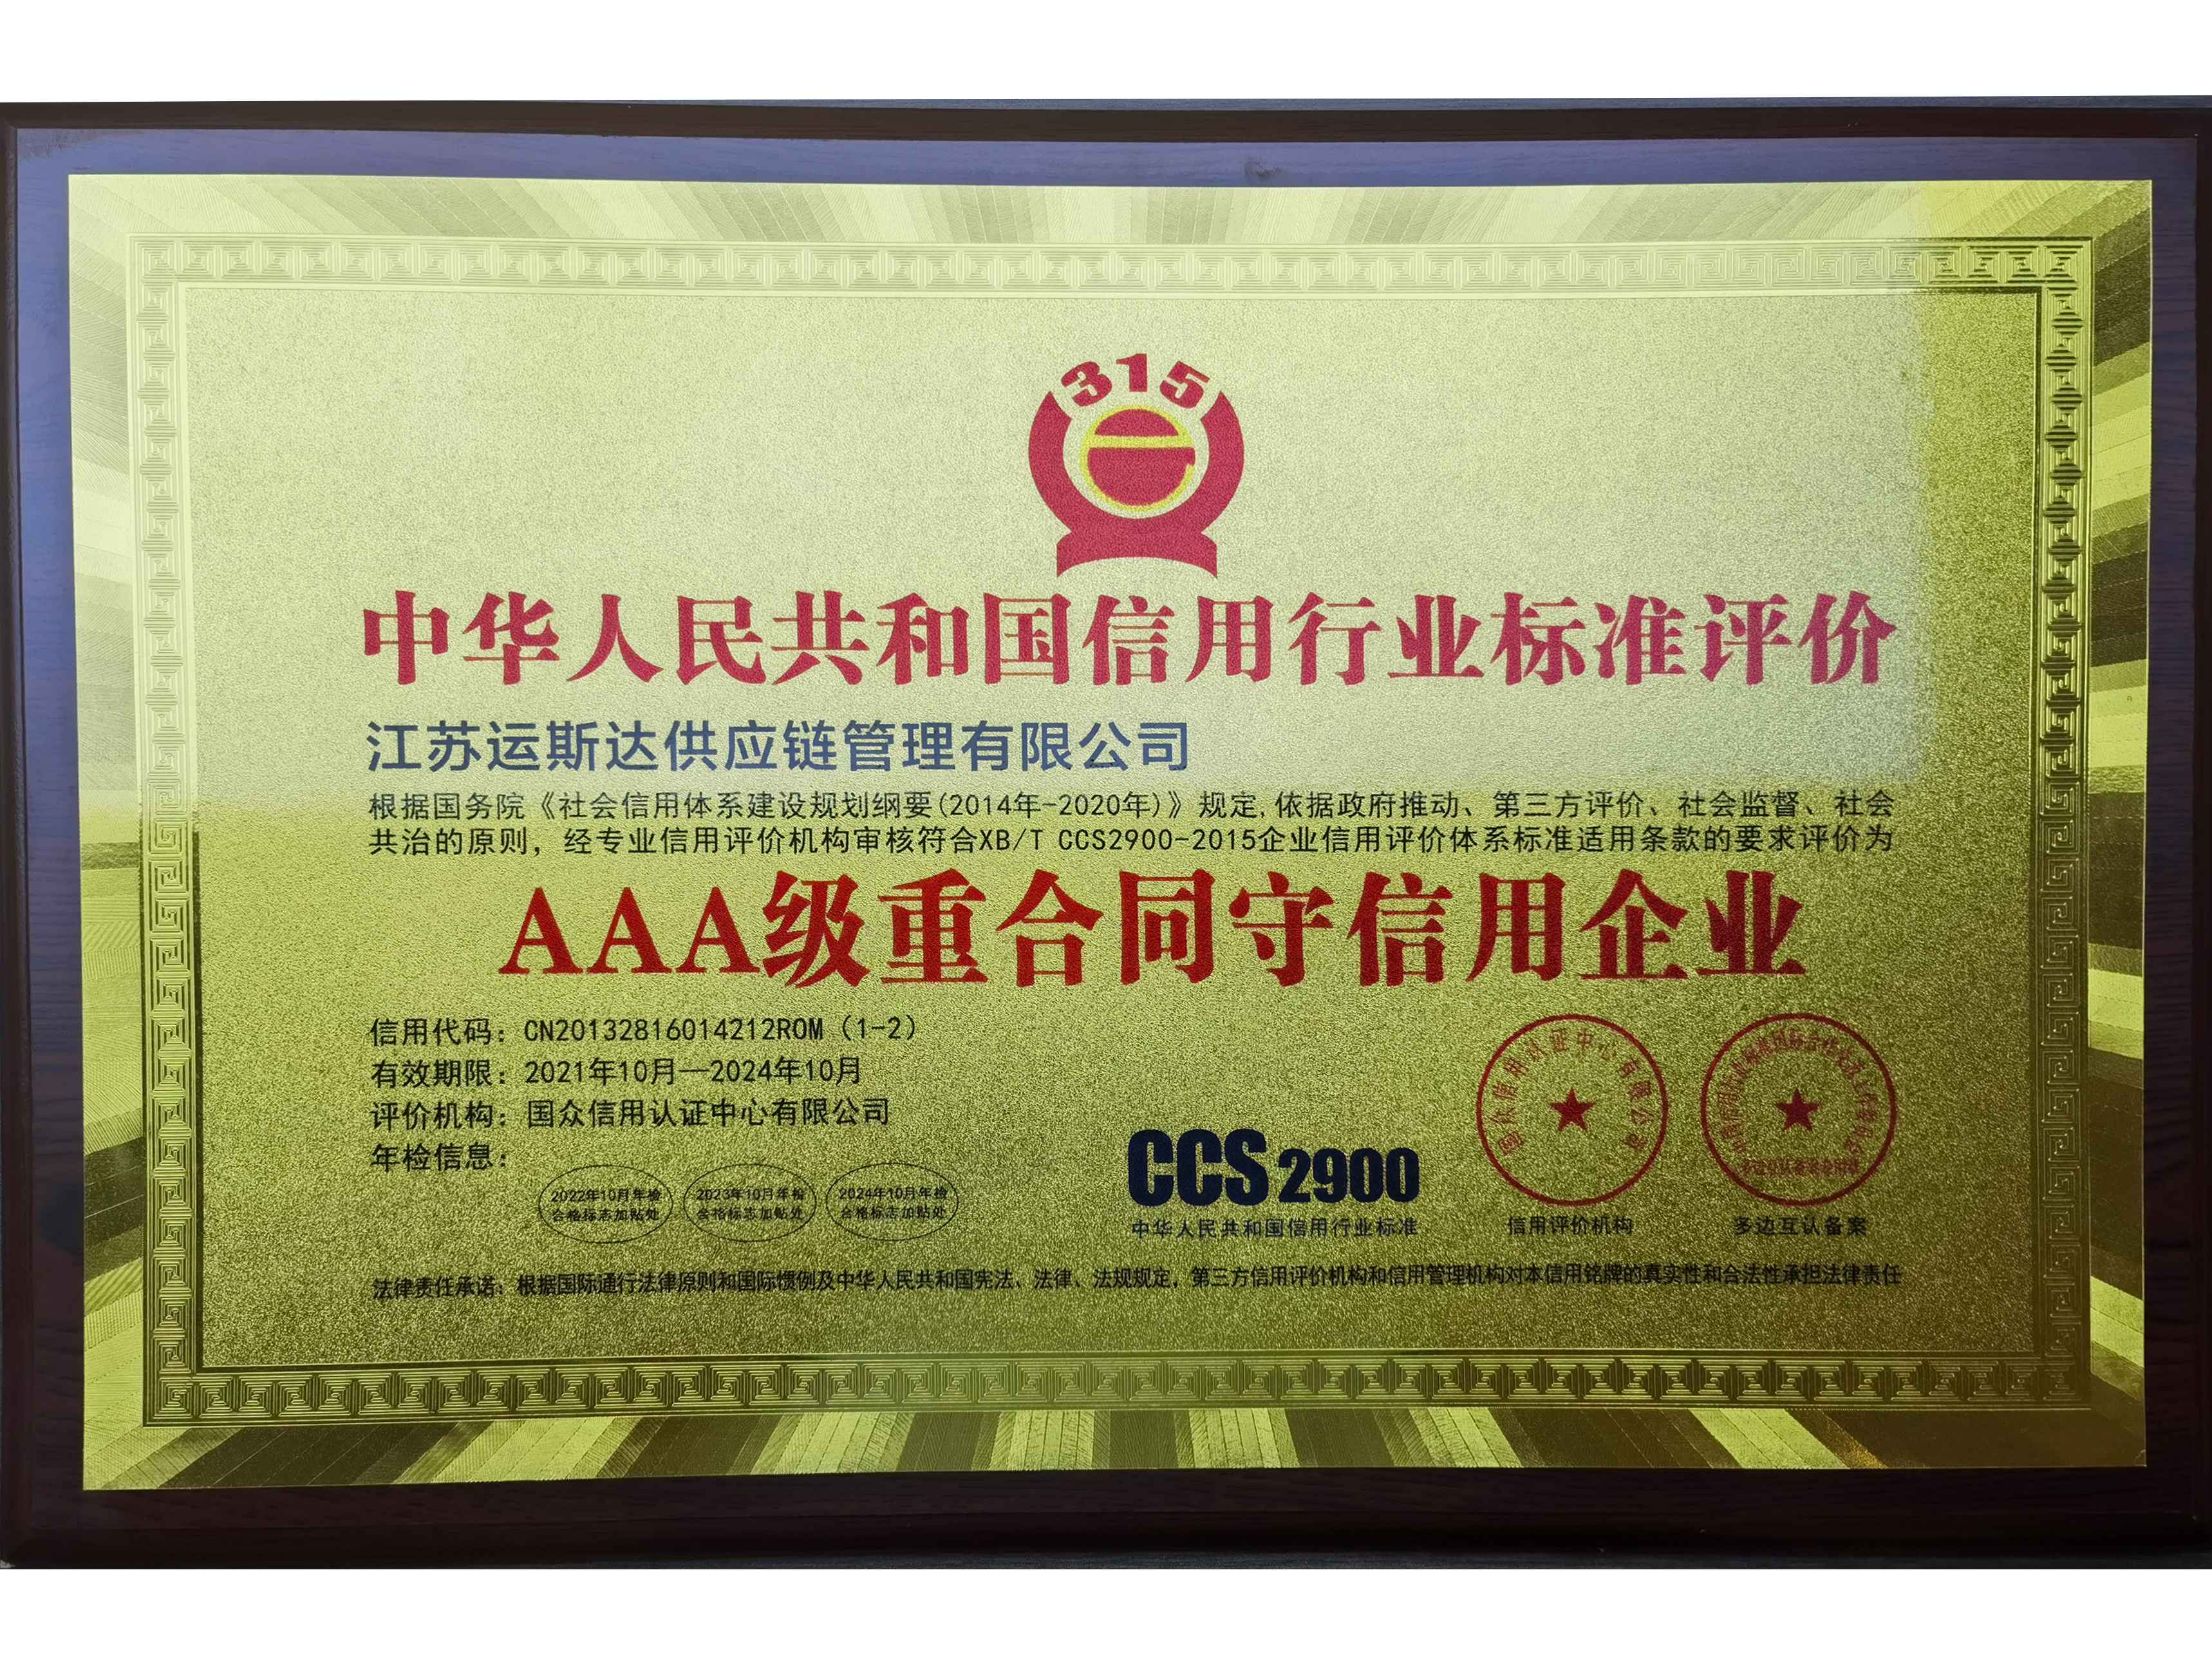 315
中华人民共和国信用行业标准评价
江苏运斯达供应链管理有限公司
根据国务院《社会信用体系建设规划纲要(2014年-2020年)》规定,依据政府推动、第三方评价、社会监督、社会
共治的原则，经专业信用评价机构审核符合XB/T CCS2900-2015企业信用评价体系标准适用条款的要求评价为
AAA级重合同守信用企业
信用代码：CN20132816014212ROM（1-2）
有效期限：2021年10月—2024年10月
评价机构：国众信用认证中心有限公司
年检信息：
2022年10月年检
合格标志加贴处
2023年10月年检
合格标志加贴处
2024年10月年检
合格标志加贴处
CCS2900
中华人民共和国信用行业标准
国众信用认证中心有限公司
信用评价机构
多边互认备案
法律责任承诺：根据国际通行法律原则和国际惯例及中华人民共和国宪法、法律、法规规定，第三方信用评价机构和信用管理机构对本信用铭牌的真实性和合法性承担法律责任